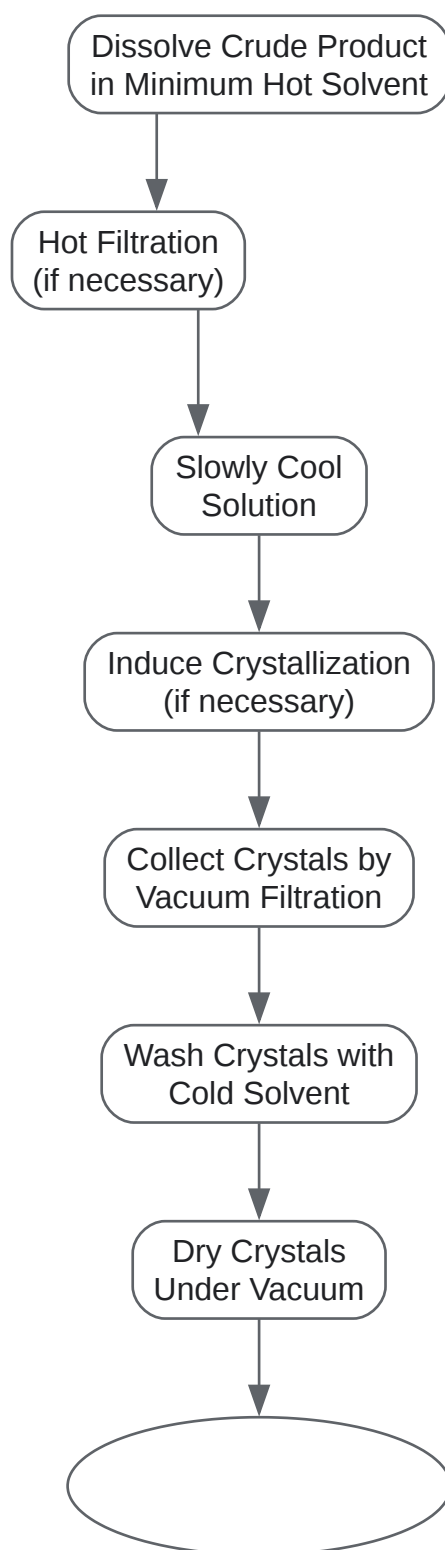 Dissolve Crude Product
in Minimum Hot Solvent
Hot Filtration
(if necessary)
Slowly Cool
Solution
Induce Crystallization
(if necessary)
Collect Crystals by
Vacuum Filtration
Wash Crystals with
Cold Solvent
Dry Crystals
Under Vacuum